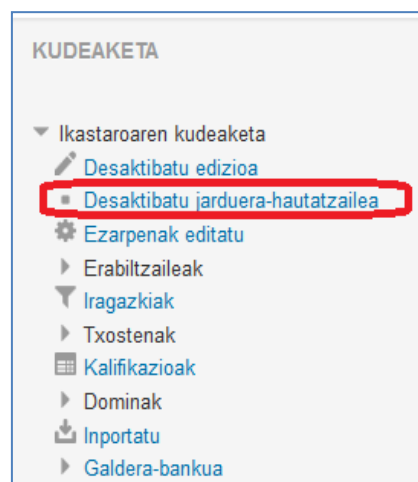 KUDEAKETA
Ikastaroaren kudeaketa
Desaktibatu edizioa
Desaktibatu jarduera-hautatzailea
Ezarpenak editatu
Erabiltzaileak
Iragazkiak
Txostenak
Kalifikazioak
Dominak
Inportatu
Galdera-bankua